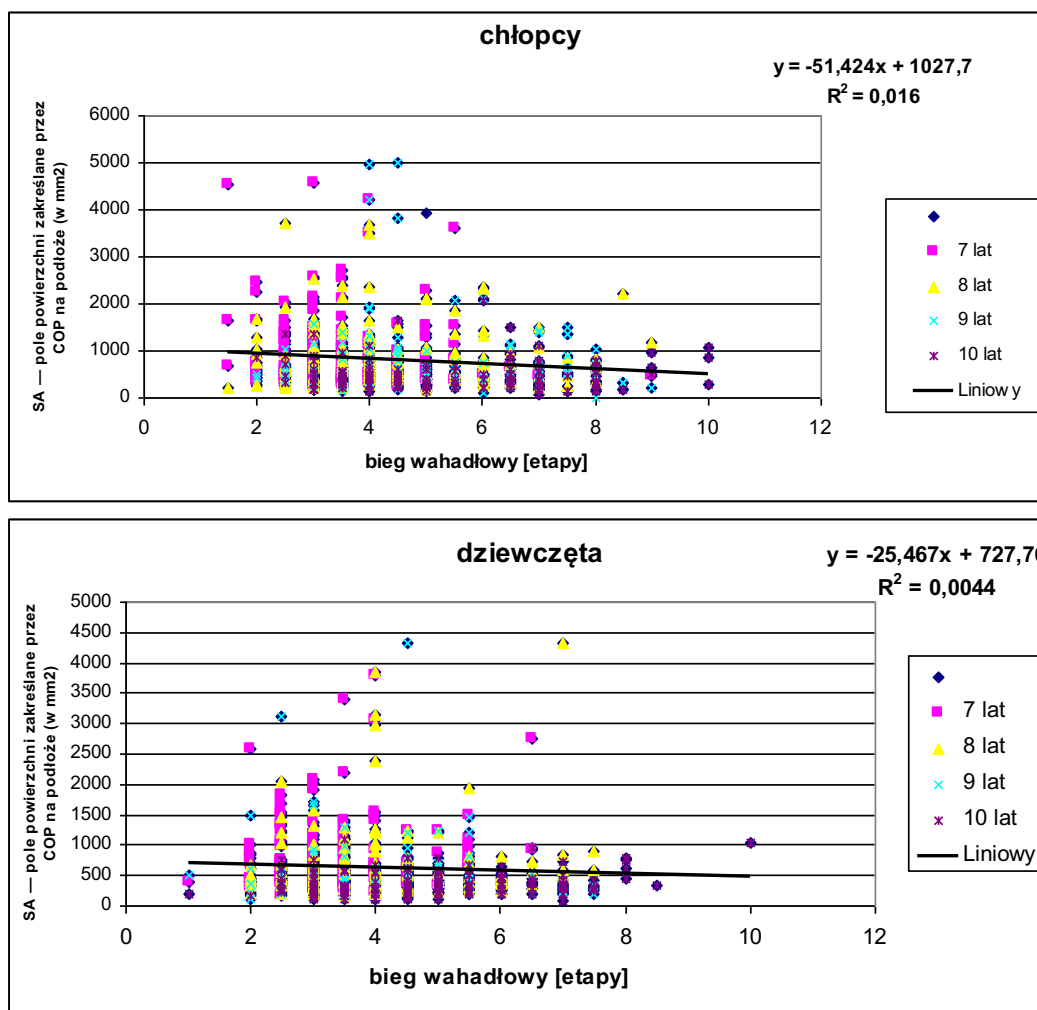 chłopcy
y = -51,424x + 1027,7
R² = 0,016
SA — pole powierzchni zakreślane przez
COP na podłoże (w mm2)
6000
5000
4000
3000
2000
1000
0
0 2 4 6 8 10 12
bieg wahadłowy [etapy]
7 lat
8 lat
9 lat
10 lat
Liniowy
dziewczęta
y = -25,467x + 727,76
R² = 0,0044
SA — pole powierzchni zakreślane przez
COP na podłoże (w mm2)
5000
4500
4000
3500
3000
2500
2000
1500
1000
500
0
0 2 4 6 8 10 12
bieg wahadłowy [etapy]
7 lat
8 lat
9 lat
10 lat
Liniowy